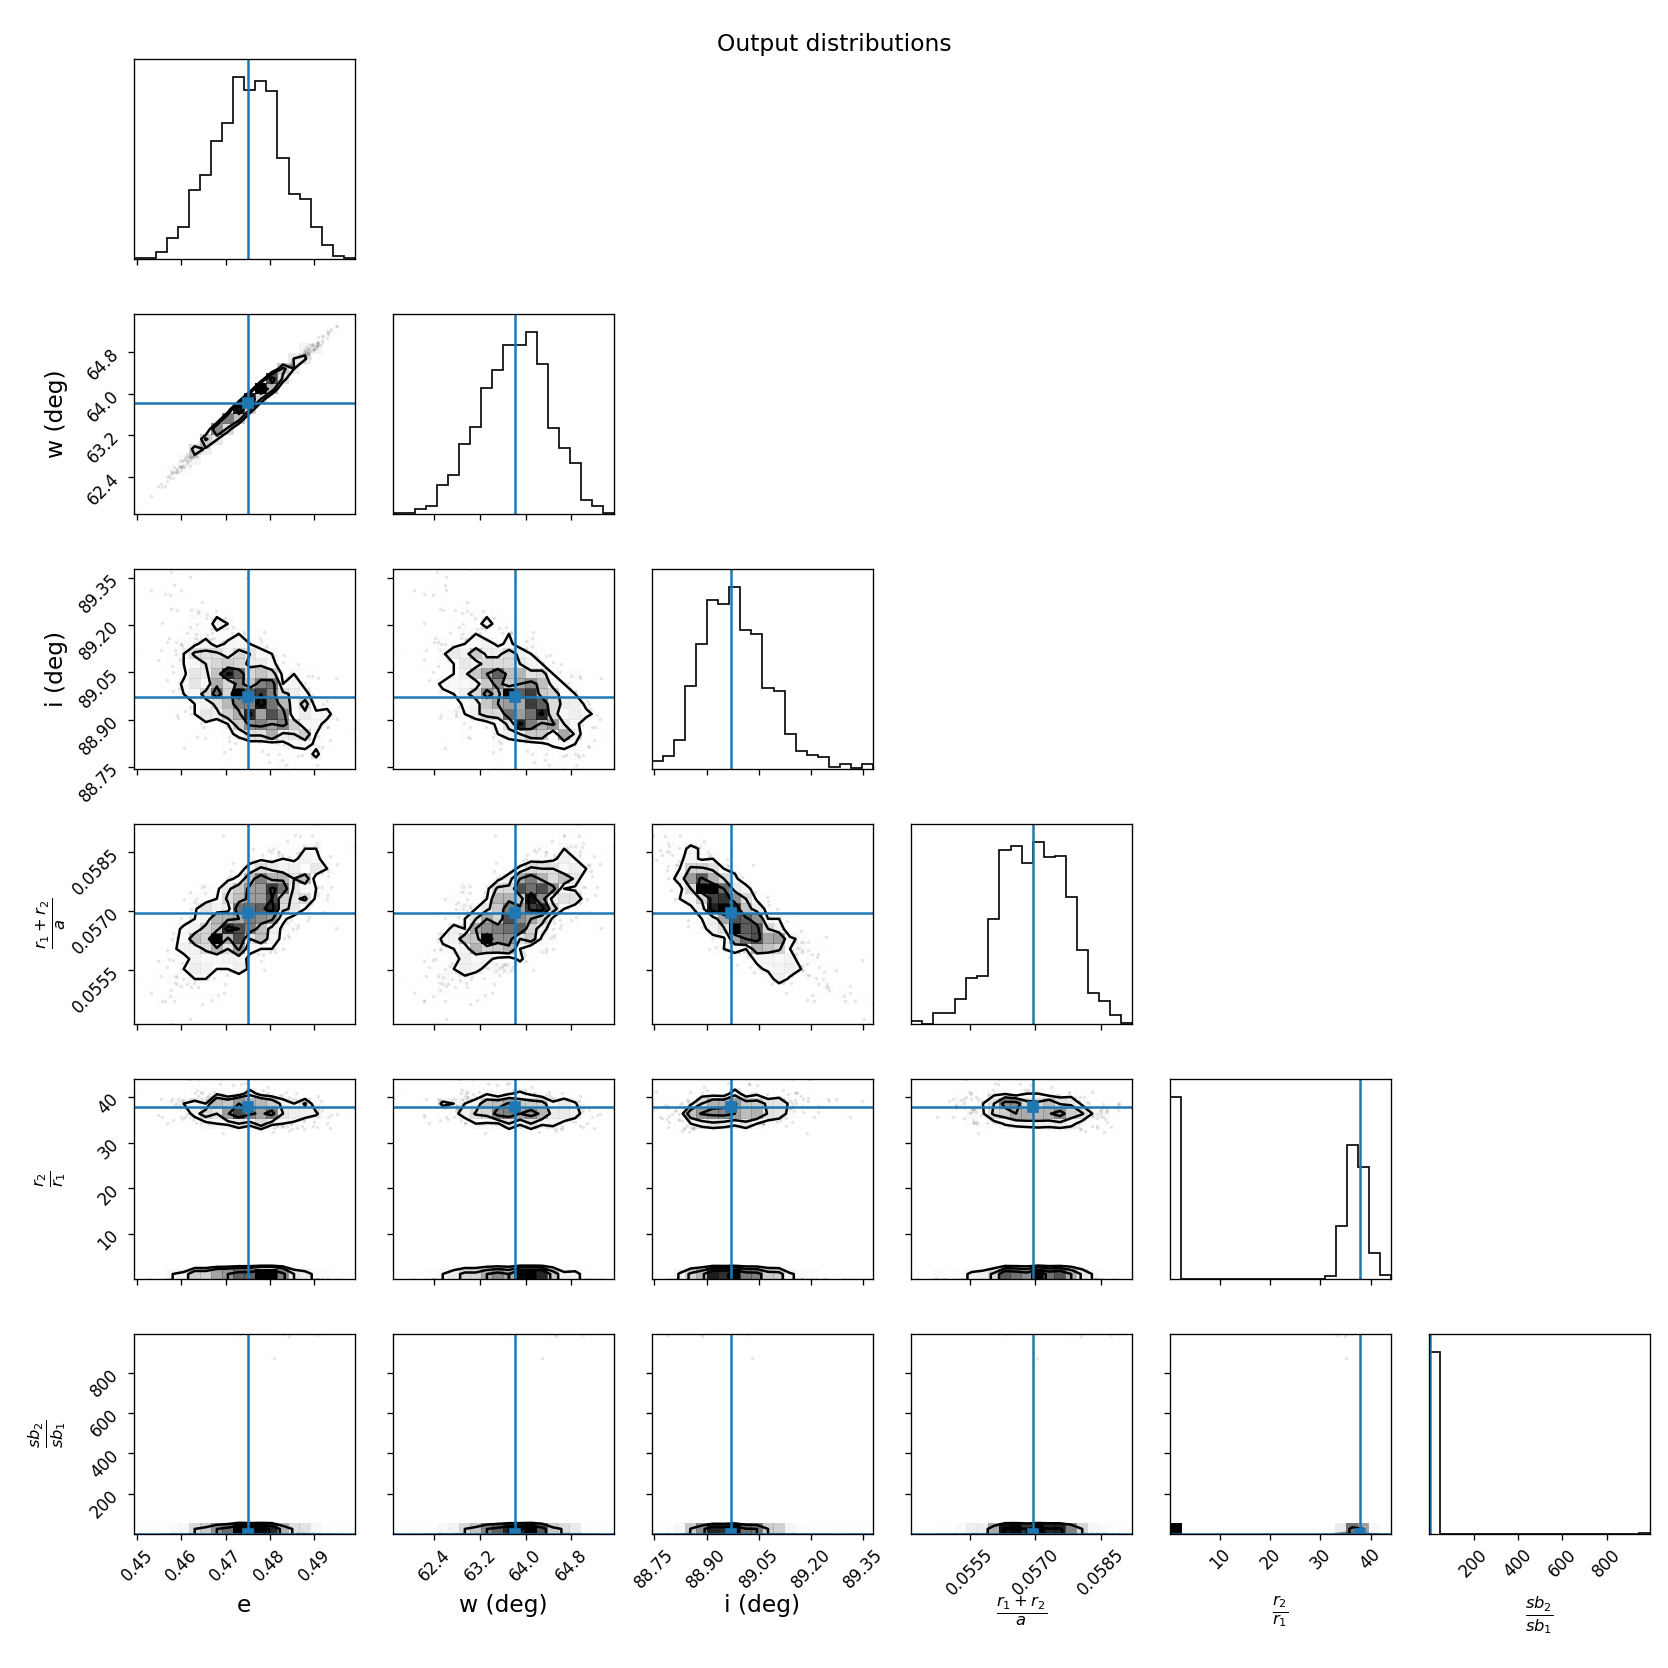 Output distributions
w (deg)
64.8
64.0
63.2
62.4
i (deg)
89.35
89.20
89.05
88.90
88.75
r₁ + r₂
a
0.0585
0.0570
0.0555
r₂
r₁
40
30
20
10
sb₂
sb₁
800
600
400
200
0.45 0.46 0.47 0.48 0.49 62.4 63.2 64.0 64.8 88.75 88.90 89.05 89.20 89.35 0.0555 0.0570 0.0585 10 20 30 40 200 400 600 800
e w (deg) i (deg) r₁ + r₂ r₂ sb₂
a r₁ sb₁